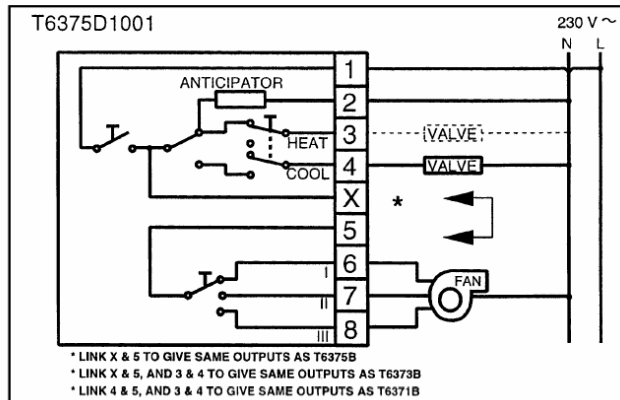 T6375D1001
230 V ~
N L
ANTICIPATOR
1
2
3
HEAT
VALVE
4
COOL
VALVE
X
*
5
6
I
7
II
FAN
8
III
* LINK X & 5 TO GIVE SAME OUTPUTS AS T6375B
* LINK X & 5, AND 3 & 4 TO GIVE SAME OUTPUTS AS T6373B
* LINK 4 & 5, AND 3 & 4 TO GIVE SAME OUTPUTS AS T6371B